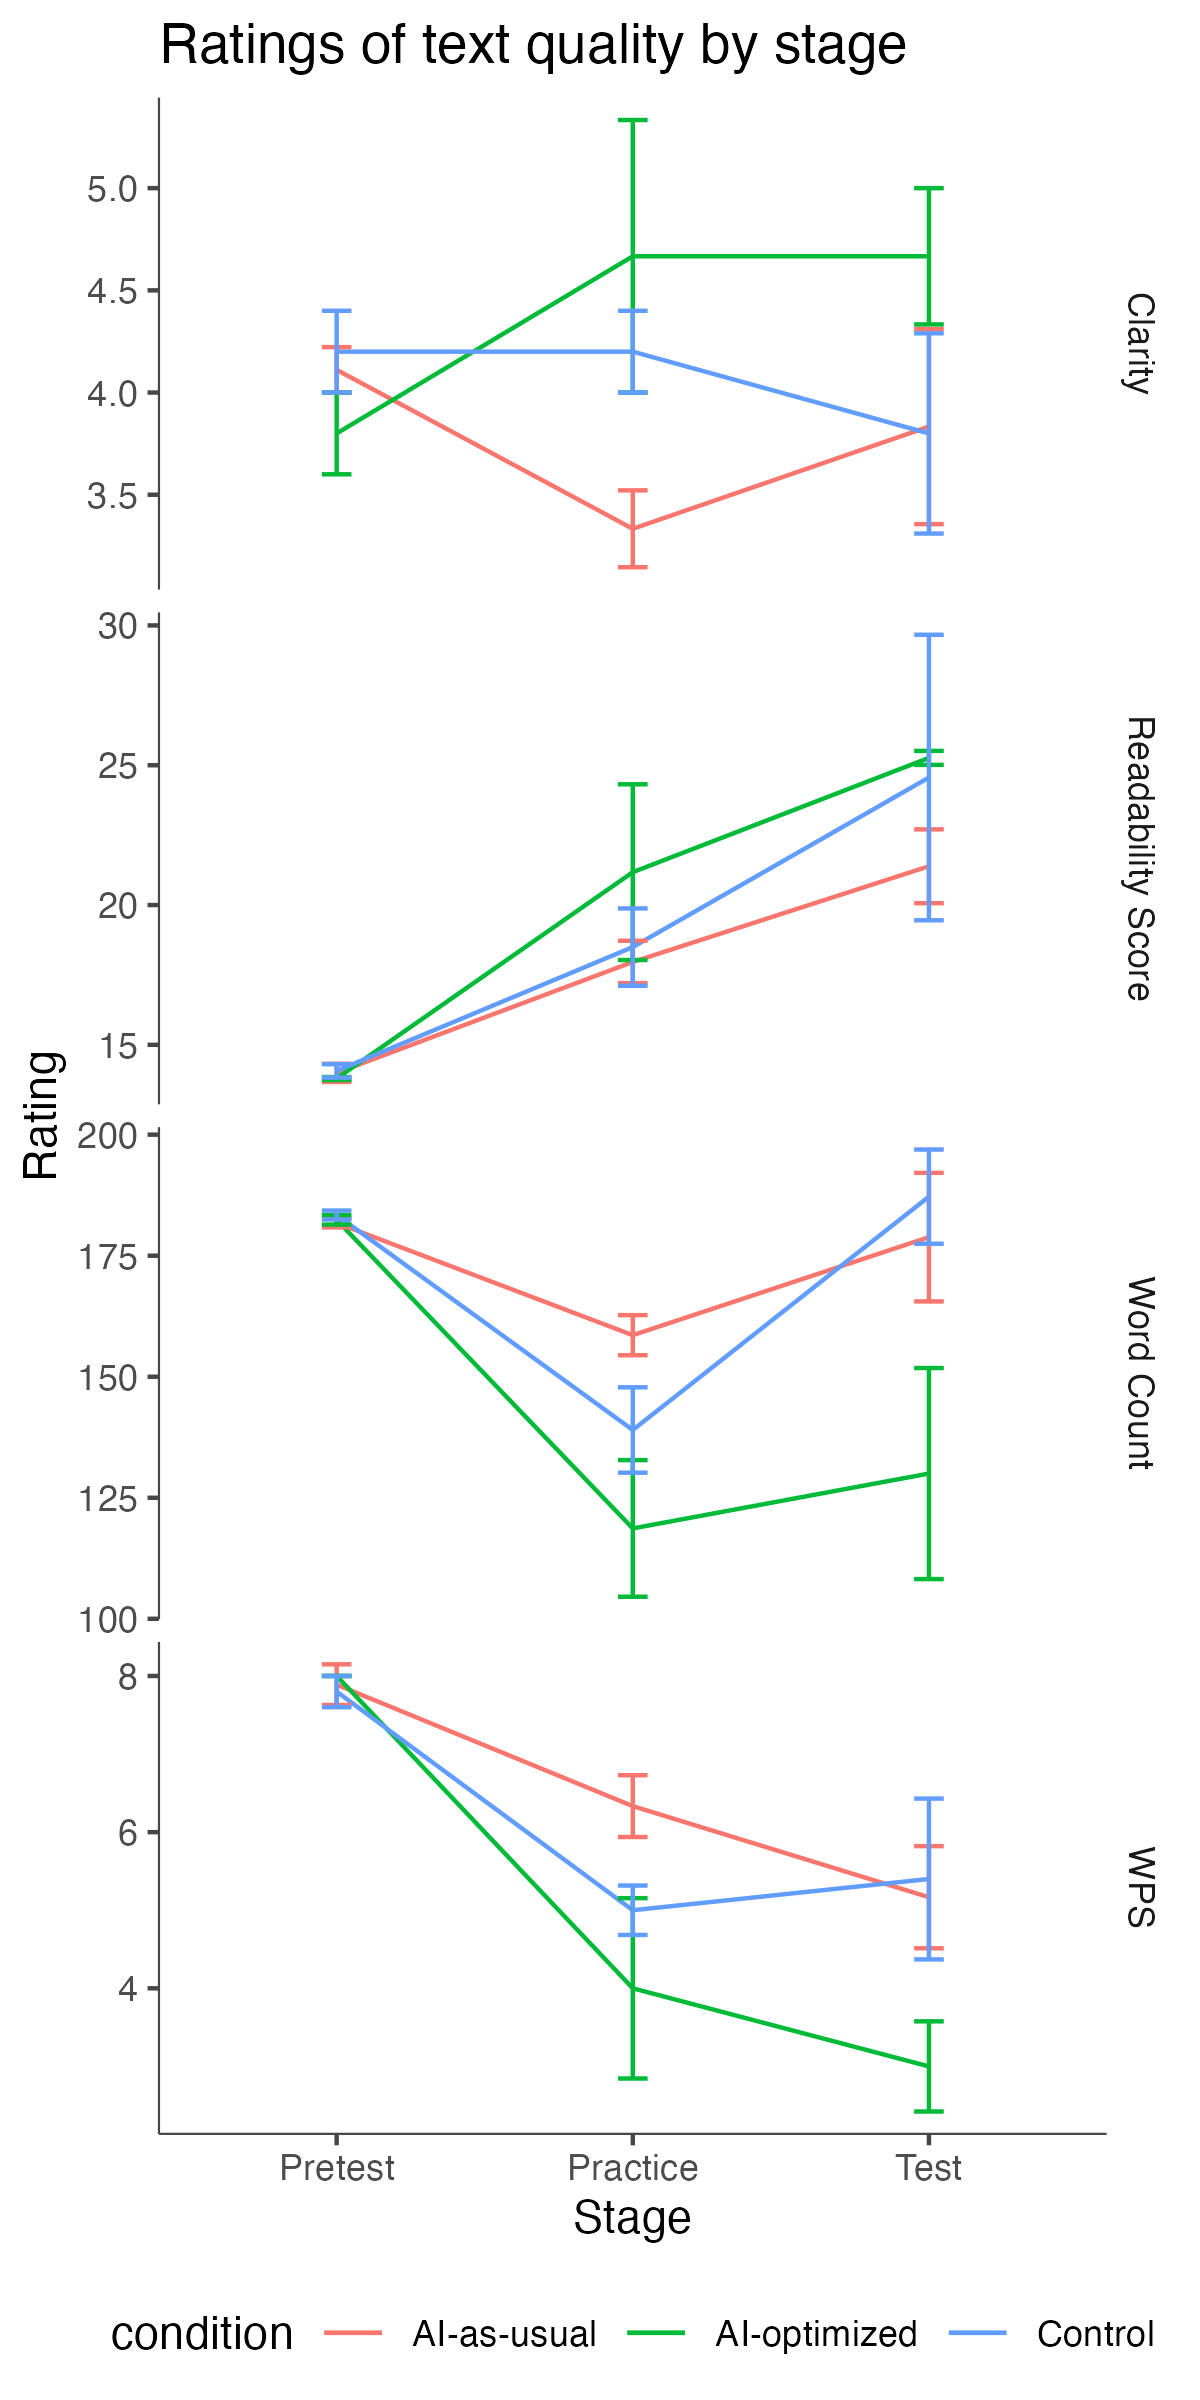 Ratings of text quality by stage
5.0
4.5
4.0
3.5
Clarity
30
25
20
15
Readability Score
Rating
200
175
150
125
100
Word Count
8
6
4
WPS
Pretest Practice Test
Stage
condition AI-as-usual AI-optimized Control